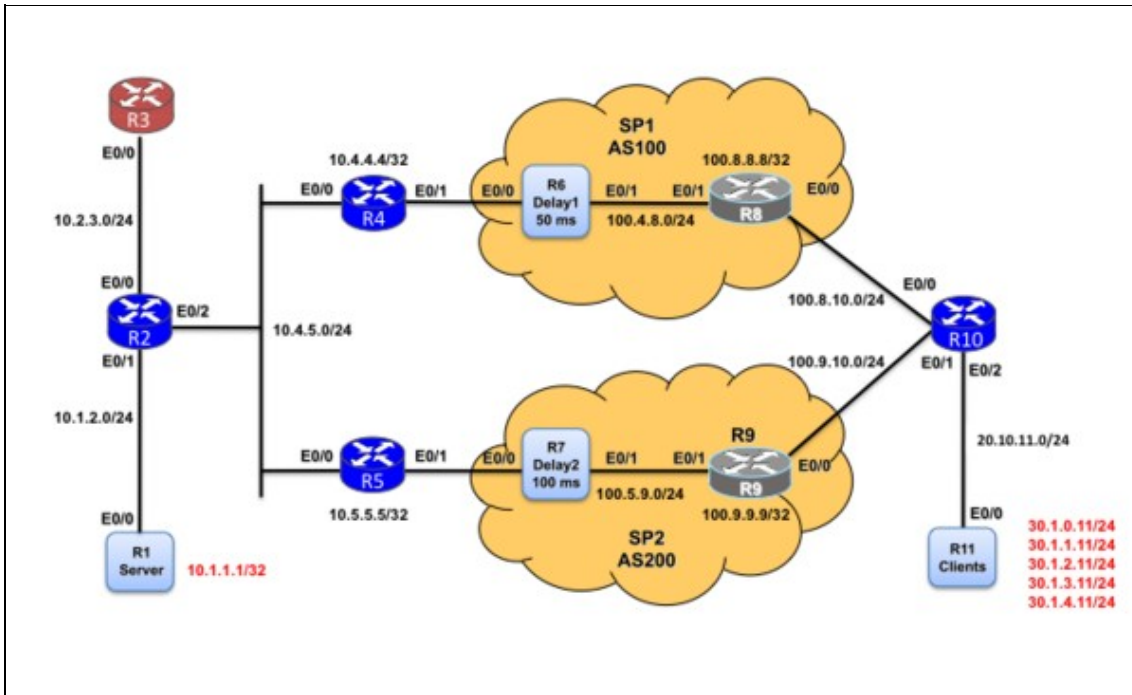 R3
E0/0
10.2.3.0/24
E0/0
R2
E0/2
E0/1
10.1.2.0/24
E0/0
R1
Server
10.1.1.1/32
10.4.5.0/24
10.4.4.4/32
E0/0
R4
E0/1
E0/0
R5
E0/1
10.5.5.5/32
SP1
AS100
E0/0
R6
Delay1
50 ms
E0/1
100.4.8.0/24
E0/1
100.8.8.8/32
R8
E0/0
E0/0
R7
Delay2
100 ms
E0/1
100.5.9.0/24
E0/1
R9
R9
E0/0
100.9.9.9/32
SP2
AS200
100.8.10.0/24
100.9.10.0/24
E0/0
R10
E0/1
E0/2
20.10.11.0/24
E0/0
R11
Clients
30.1.0.11/24
30.1.1.11/24
30.1.2.11/24
30.1.3.11/24
30.1.4.11/24